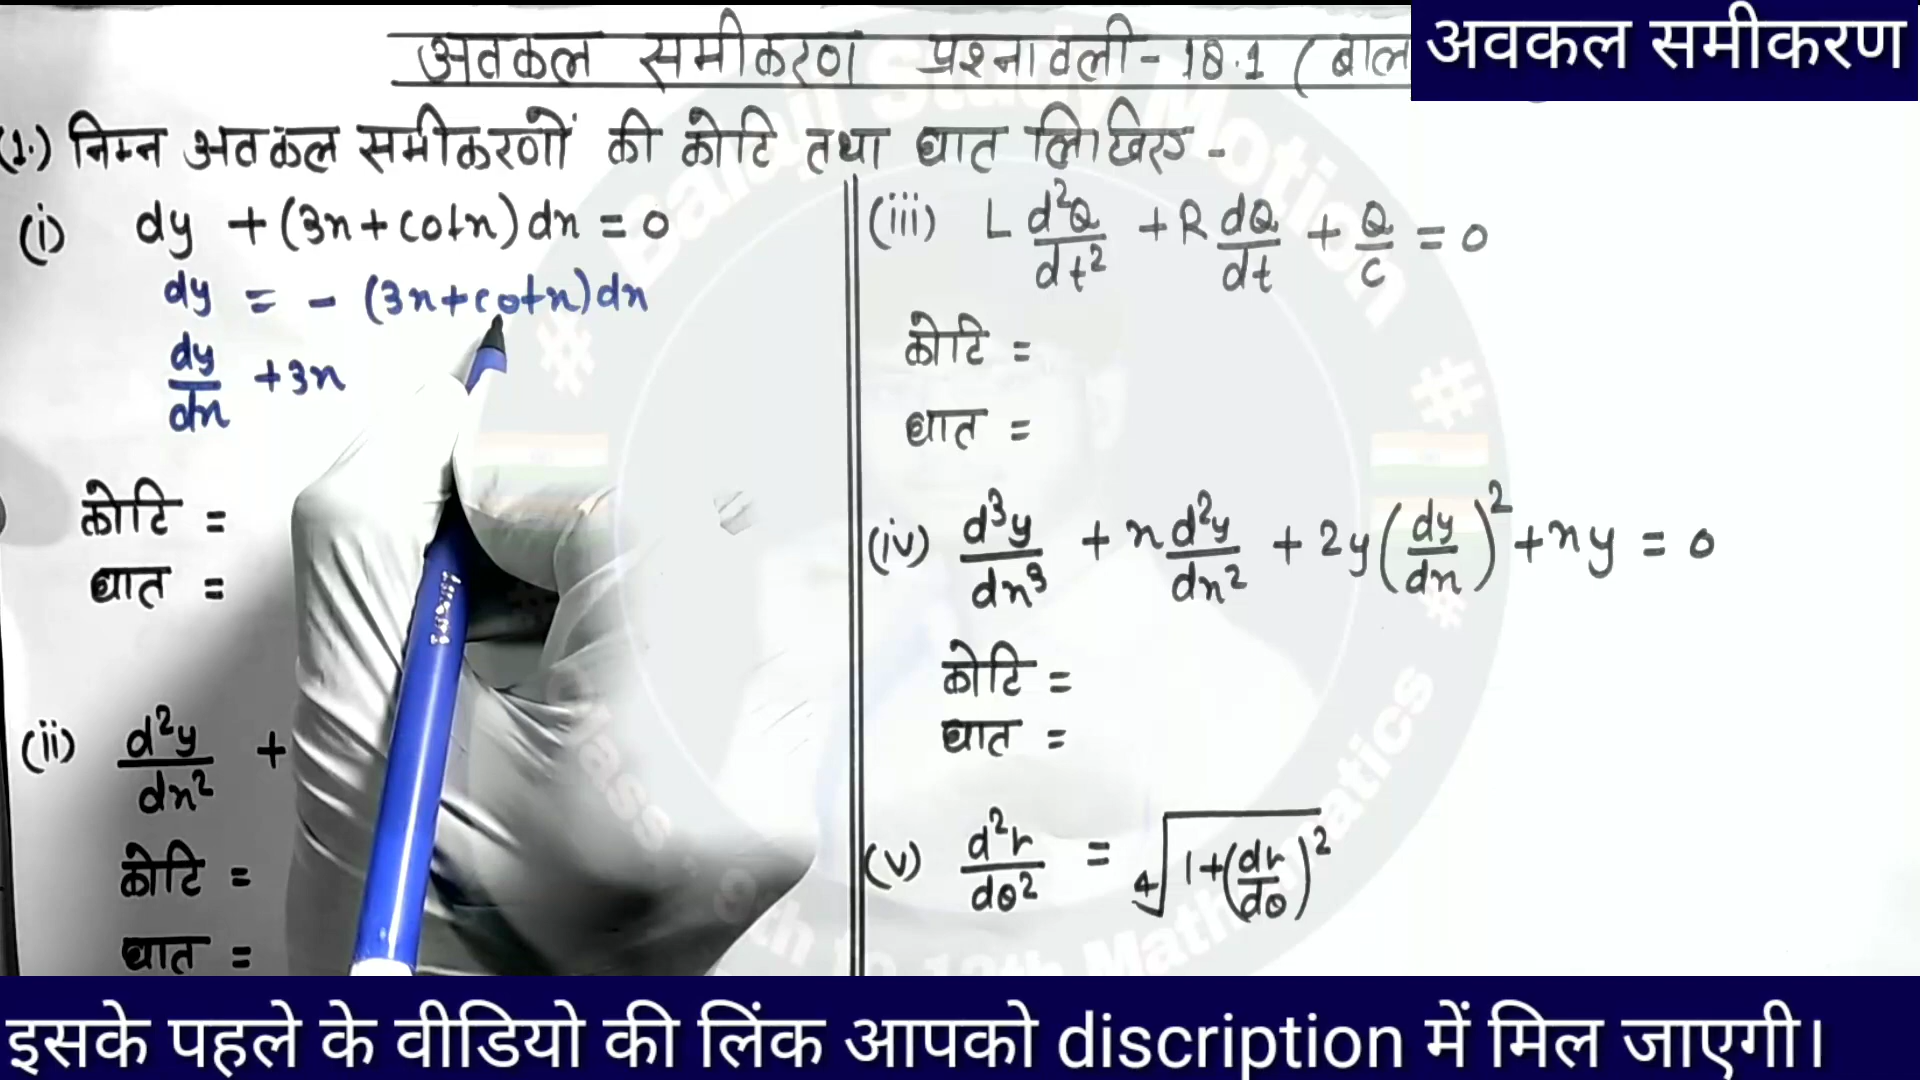 अवकल समीकरण प्रश्नावली - 18.1 (बाल
अवकल समीकरण
(1.) निम्न अवकल समीकरणों की कोटि तथा घात लिखिए -
(i) dy + (3x + cotx) dx = 0
dy = - (3x + cotx) dx
dy/dx + 3x
कोटि =
घात =
(ii) d²y/dx² +
कोटि =
घात =
(iii) L d²Q/dt² + R dQ/dt + Q/C = 0
कोटि =
घात =
(iv) d³y/dx³ + x d²y/dx² + 2y (dy/dx)² + xy = 0
कोटि =
घात =
(v) d²r/dθ² = ⁴√(1 + (dr/dθ)²)
इसके पहले के वीडियो की लिंक आपको discription में मिल जाएगी।